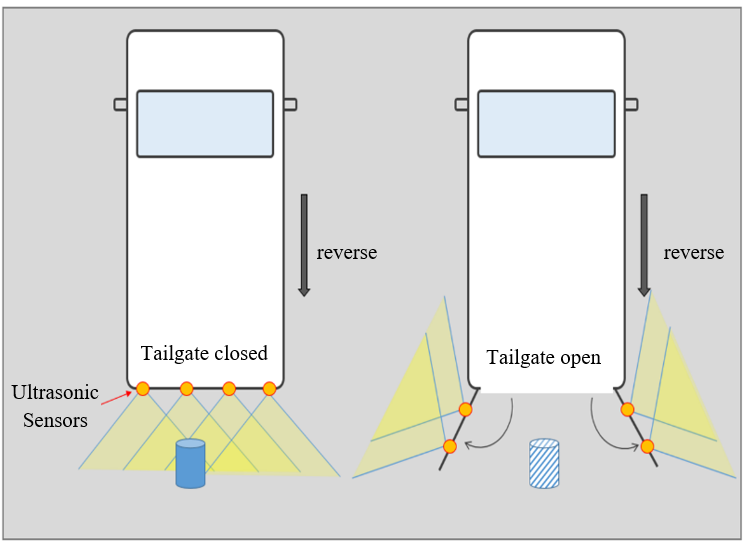 reverse
reverse
Tailgate closed
Tailgate open
Ultrasonic
Sensors